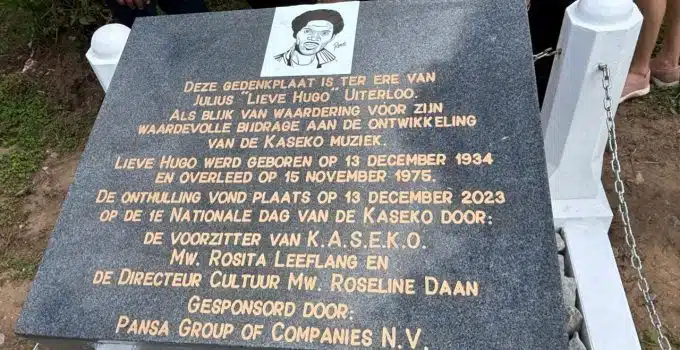 Deze gedenkplaat is ter ere van
Julius "Lieve Hugo" Uiterloo.
Als blijk van waardering vóór zijn
waardevolle bijdrage aan de ontwikkeling
van de Kaseko muziek.
Lieve Hugo werd geboren op 13 december 1934
en overleed op 15 november 1975.
De onthulling vond plaats op 13 december 2023
op de 1e Nationale dag van de Kaseko door:
de voorzitter van K.A.S.E.K.O.
Mw. Rosita Leeflang en
de Directeur Cultuur Mw. Roseline Daan
Gesponsord door:
Pansa Group of Companies N.V.